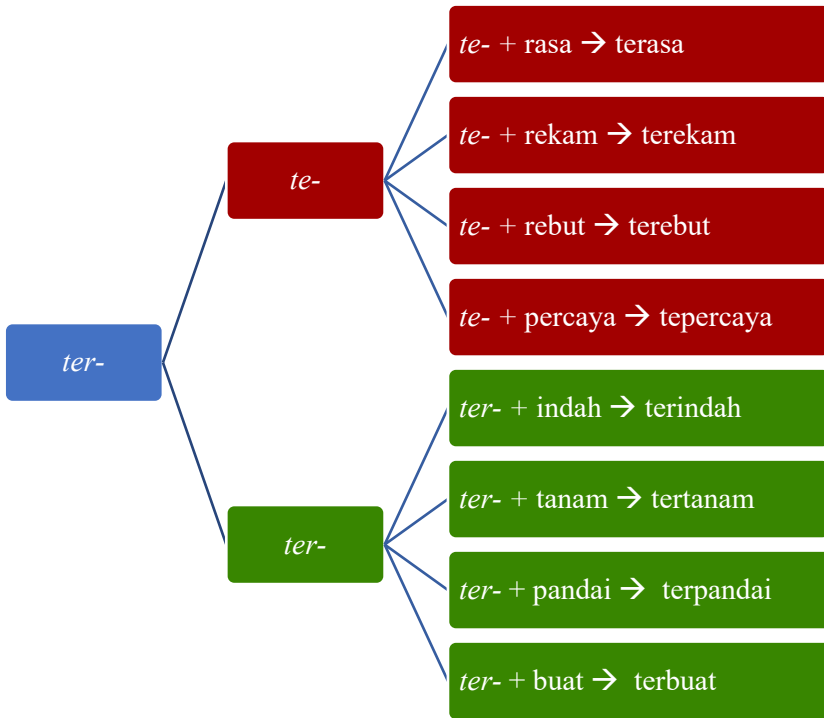 ter-
te-
te- + rasa → terasa
te- + rekam → terekam
te- + rebut → terebut
te- + percaya → tepercaya
ter-
ter- + indah → terindah
ter- + tanam → tertanam
ter- + pandai → terpandai
ter- + buat → terbuat